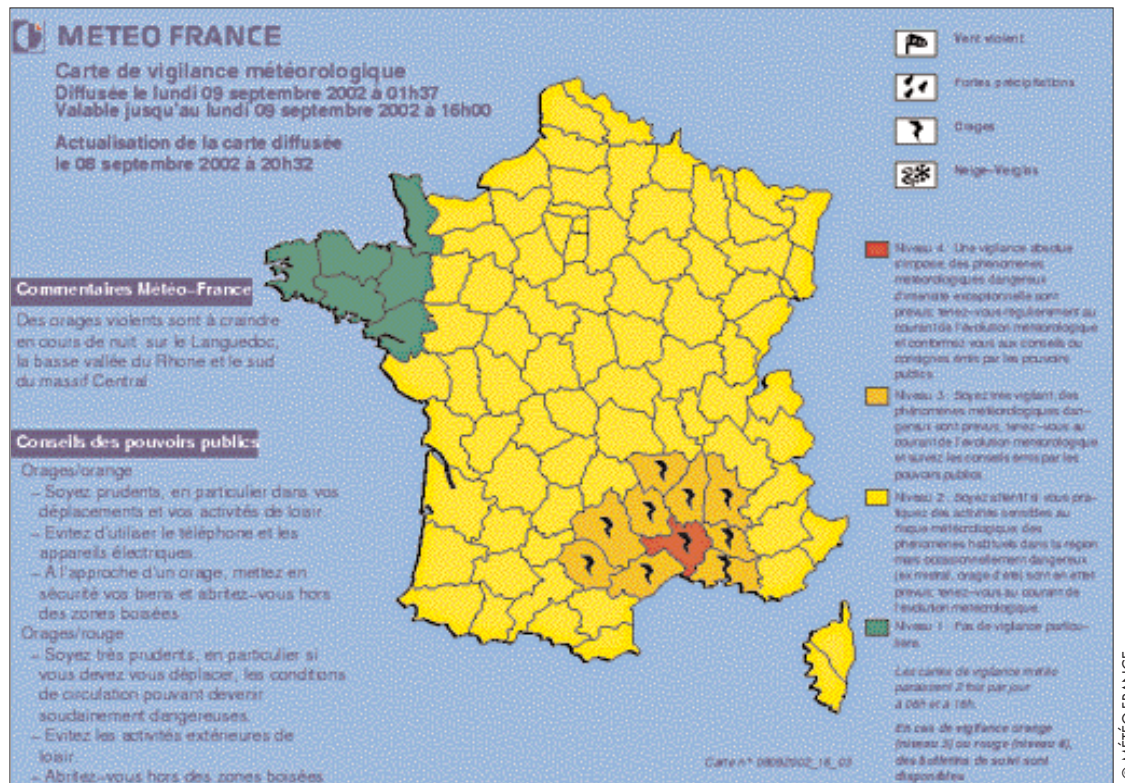 METEO FRANCE
Carte de vigilance météorologique
Diffusée le lundi 09 septembre 2002 à 01h37
Valable jusqu'au lundi 09 septembre 2002 à 16h00
Actualisation de la carte diffusée
le 08 septembre 2002 à 20h32
Commentaires Météo-France
Des orages violents sont à craindre
en cours de nuit sur le Languedoc,
la basse vallée du Rhone et le sud
du massif Central
Conseils des pouvoirs publics
Orages/orange
– Soyez prudents, en particulier dans vos
déplacements et vos activités de loisir
– Evitez d'utiliser le téléphone et les
appareils électriques
– A l'approche d'un orage, mettez en
sécurité vos biens et abritez-vous hors
des zones boisées
Orages/rouge
– Soyez très prudents, en particulier si
vous devez vous déplacer, les conditions
de circulation pouvant devenir
soudainement dangereuses.
– Evitez les activités extérieures de
loisir
– Abritez-vous hors des zones boisées
Vent violent
Fortes précipitations
Orages
Neige-Verglas
Niveau 4 : Une vigilance absolue
s'impose, des phénomènes
météorologiques dangereux
d'intensité exceptionnelle sont
prévus; tenez-vous régulièrement au
courant de l'évolution météorologique
et conformez-vous aux conseils ou
consignes émis par les pouvoirs
publics
Niveau 3 : Soyez très vigilant, des
phénomènes météorologiques dan-
gereux sont prévus; tenez-vous au
courant de l'évolution météorologique
et suivez les conseils émis par les
pouvoirs publics
Niveau 2 : Soyez attentif si vous pra-
tiquez des activités sensibles au
risque météorologique; des
phénomènes habituels dans la région
mais occasionnellement dangereux
(ex mistral, orage d'été) sont en effet
prévus; tenez-vous au courant de
l'évolution météorologique.
Niveau 1 : Pas de vigilance particu-
lière.
Les cartes de vigilance météo
paraissent 2 fois par jour
à 06h et à 16h.
En cas de vigilance orange
(niveau 3) ou rouge (niveau 4),
des bulletins de suivi sont
disponibles
Carte n°
© MÉTÉO FRANCE